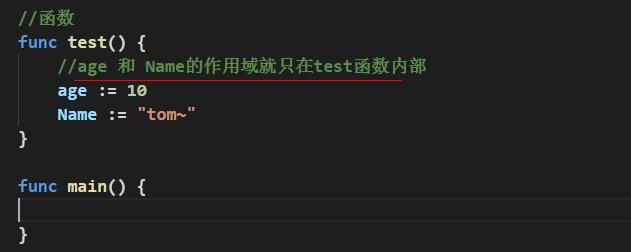 //函数
func test() {
    //age 和 Name的作用域就只在test函数内部
    age := 10
    Name := "tom~"
}
func main() {
}